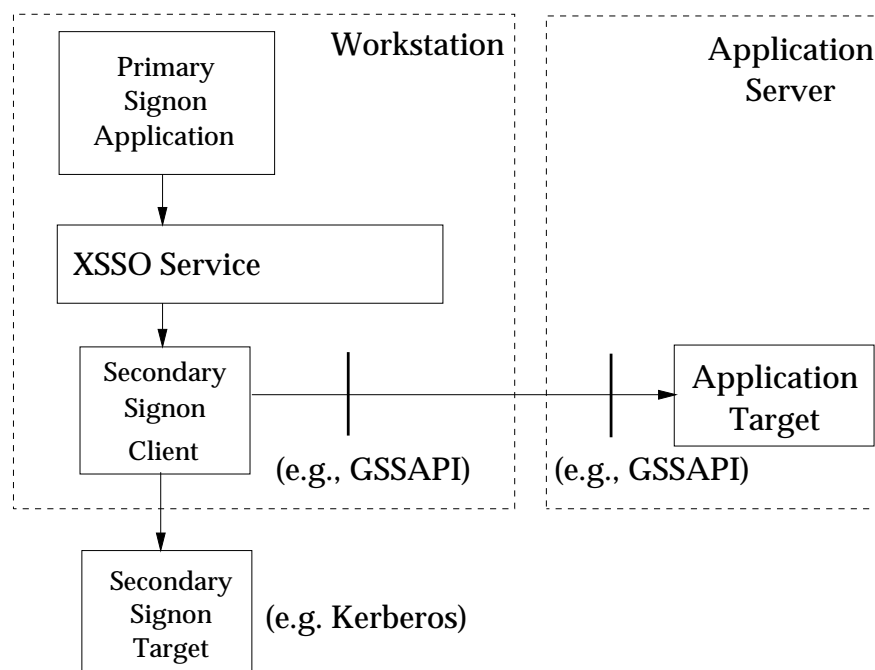 Workstation
Application
Server
Primary
Signon
Application
XSSO Service
Secondary
Signon
Client
Application
Target
(e.g., GSSAPI)
(e.g., GSSAPI)
Secondary
Signon
Target
(e.g. Kerberos)